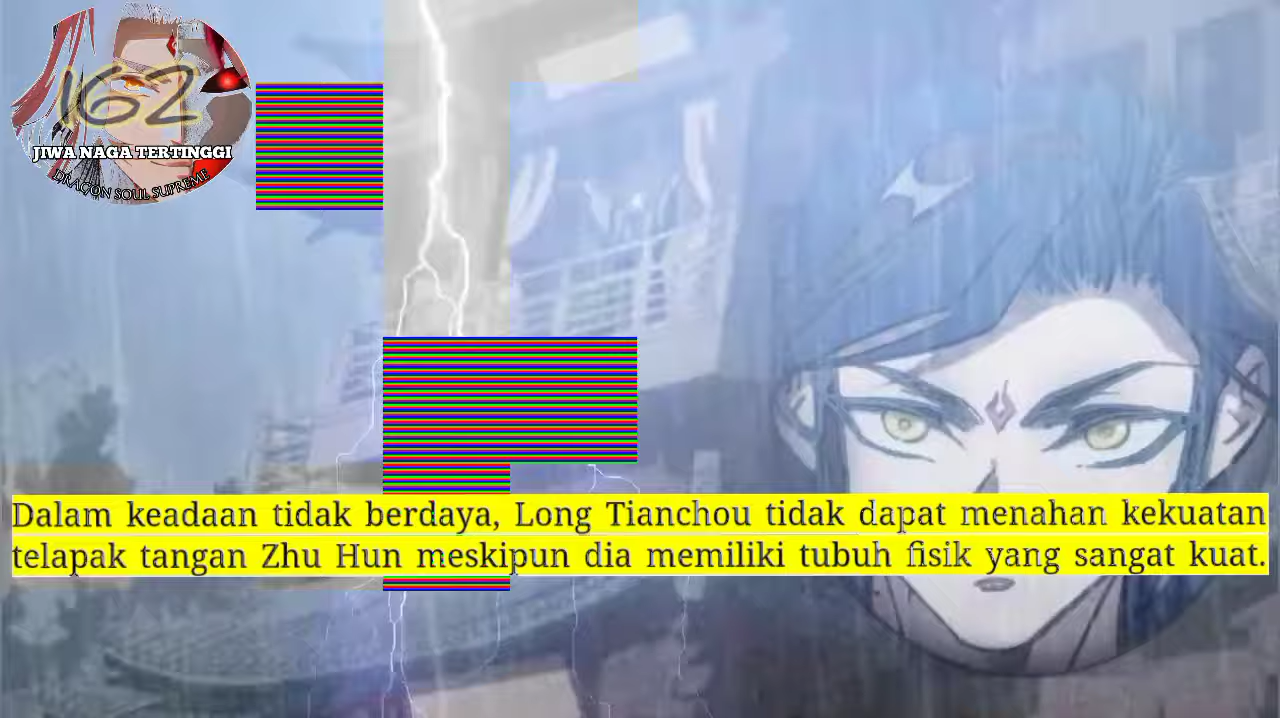 162
JIWA NAGA TERTINGGI
DRAGON SOUL SUPREME
Dalam keadaan tidak berdaya, Long Tianchou tidak dapat menahan kekuatan
telapak tangan Zhu Hun meskipun dia memiliki tubuh fisik yang sangat kuat.